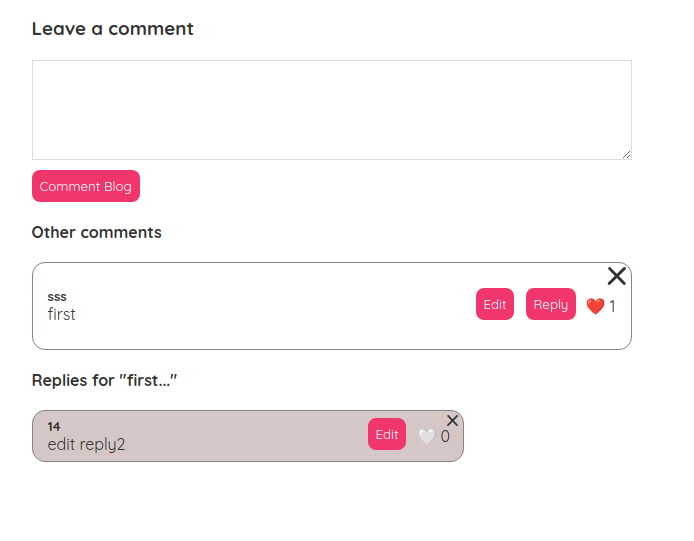 Leave a comment
Comment Blog
Other comments
sss
first
Edit
Reply
❤️ 1
Replies for "first..."
14
edit reply2
Edit
🤍 0